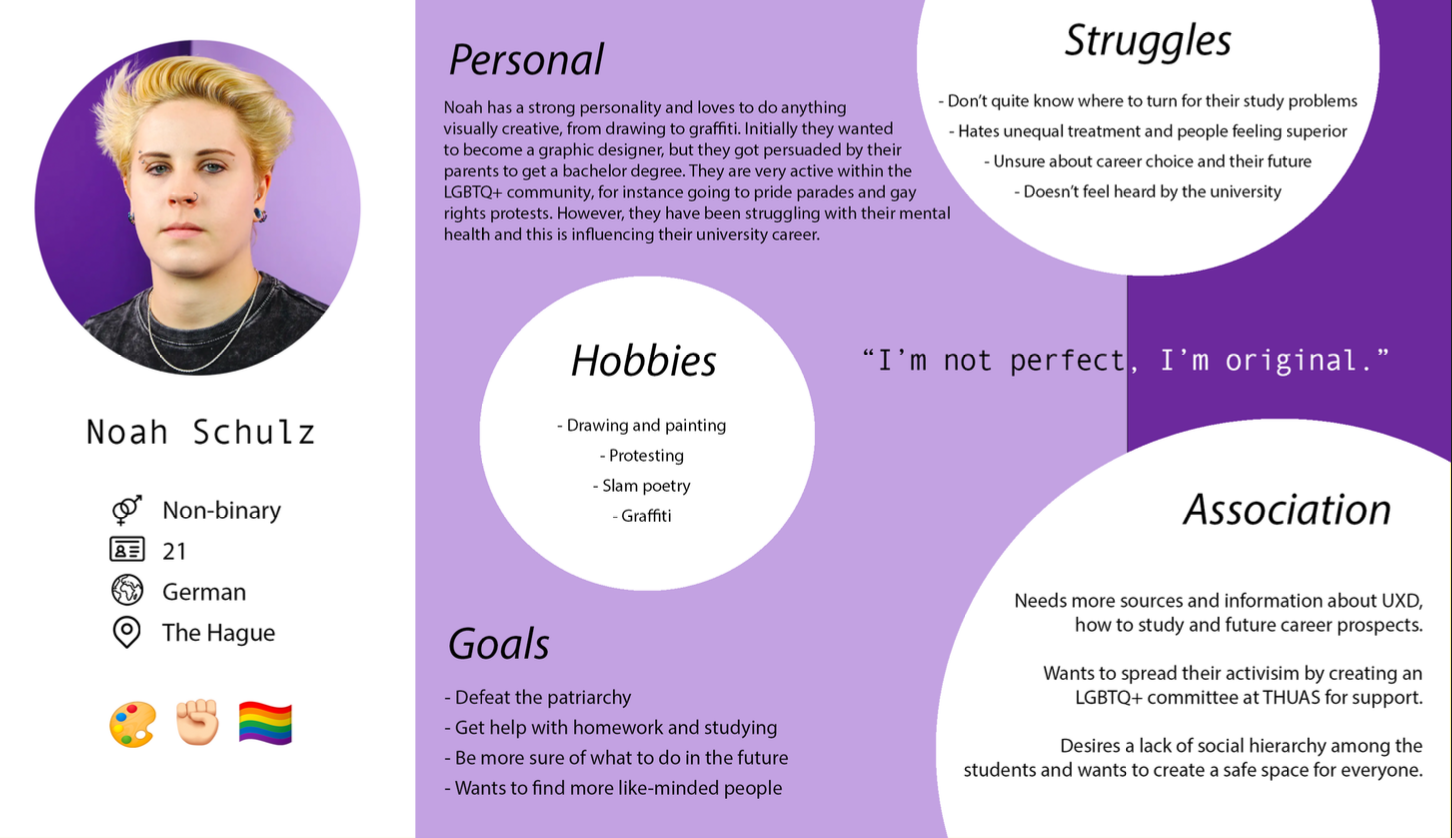 Noah Schulz
Non-binary
21
German
The Hague
Personal
Noah has a strong personality and loves to do anything
visually creative, from drawing to graffiti. Initially they wanted
to become a graphic designer, but they got persuaded by their
parents to get a bachelor degree. They are very active within the
LGBTQ+ community, for instance going to pride parades and gay
rights protests. However, they have been struggling with their mental
health and this is influencing their university career.
Struggles
- Don’t quite know where to turn for their study problems
- Hates unequal treatment and people feeling superior
- Unsure about career choice and their future
- Doesn’t feel heard by the university
Hobbies
- Drawing and painting
- Protesting
- Slam poetry
- Graffiti
“I’m not perfect, I’m original.”
Goals
- Defeat the patriarchy
- Get help with homework and studying
- Be more sure of what to do in the future
- Wants to find more like-minded people
Association
Needs more sources and information about UXD,
how to study and future career prospects.
Wants to spread their activisim by creating an
LGBTQ+ committee at THUAS for support.
Desires a lack of social hierarchy among the
students and wants to create a safe space for everyone.